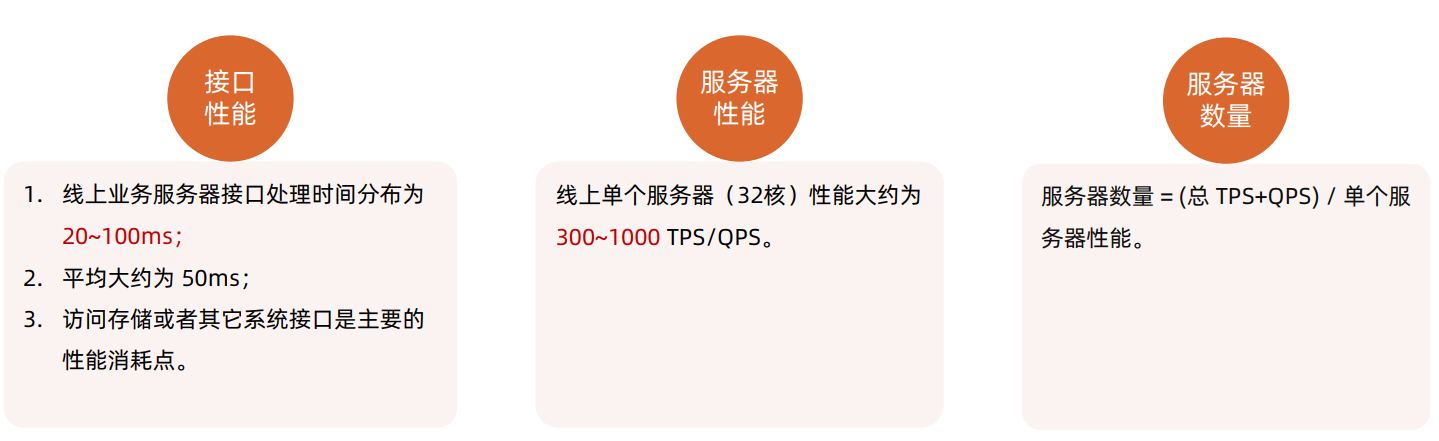 接口
性能
1. 线上业务服务器接口处理时间分布为
20~100ms；
2. 平均大约为 50ms；
3. 访问存储或者其它系统接口是主要的
性能消耗点。
服务器
性能
线上单个服务器（32核）性能大约为
300~1000 TPS/QPS。
服务器
数量
服务器数量 = (总 TPS+QPS) / 单个服
务器性能。